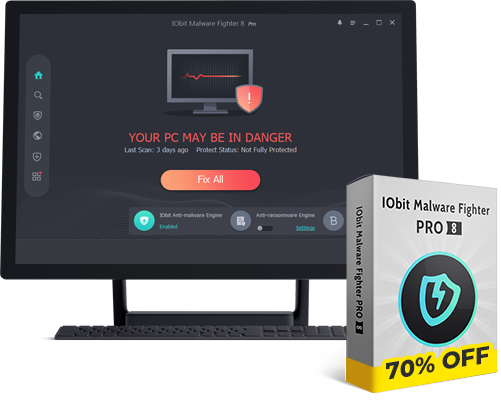 IObit Malware Fighter 8 Pro
YOUR PC MAY BE IN DANGER
Last Scan: 3 days ago Protect Status: Not Fully Protected
Fix All
IObit Anti-malware Engine
Enabled
Anti-ransomware Engine
Settings
B
IObit Malware Fighter
PRO 8
IObit Malware Fighter PRO 8
70% OFF